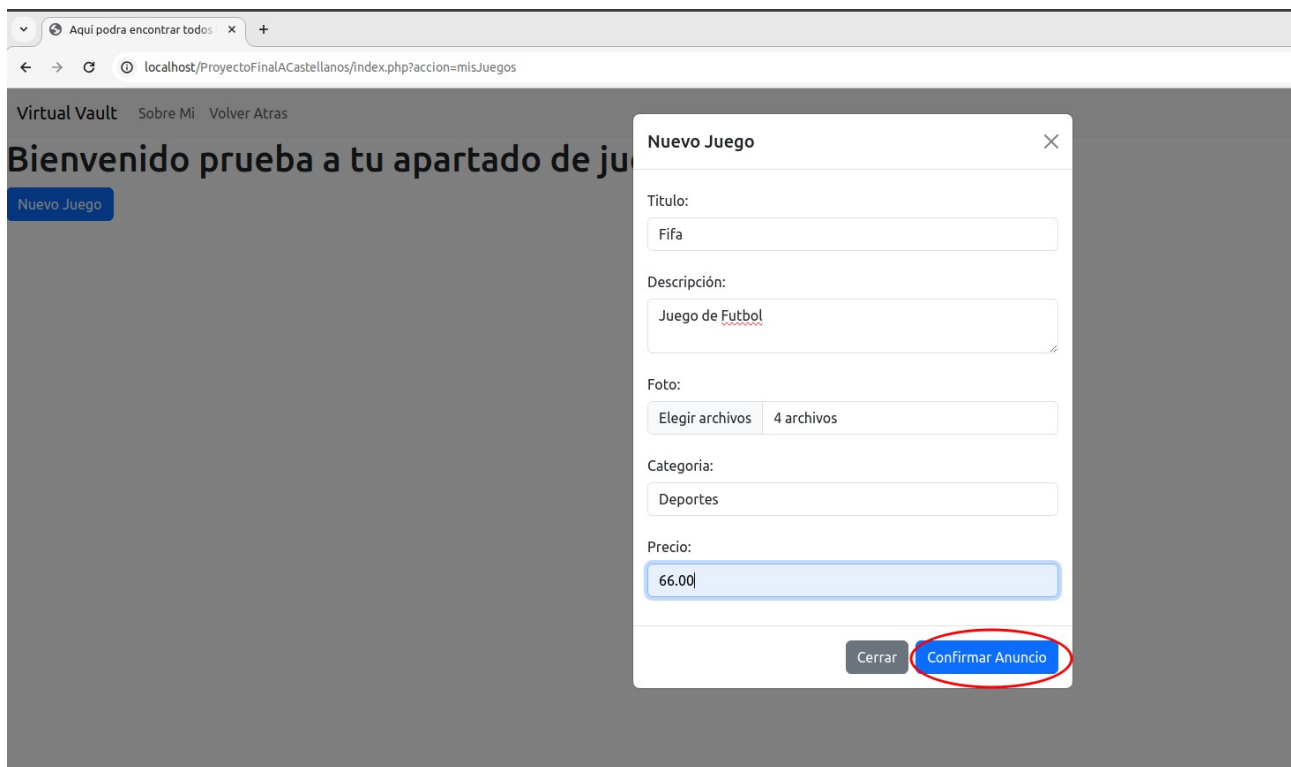 Aquí podra encontrar todos
localhost/ProyectoFinalACastellanos/index.php?accion=misJuegos
Virtual Vault Sobre Mi Volver Atras
Bienvenido prueba a tu apartado de
Nuevo Juego
Nuevo Juego
Titulo:
Fifa
Descripción:
Juego de Futbol
Foto:
Elegir archivos 4 archivos
Categoria:
Deportes
Precio:
66.00
Cerrar Confirmar Anuncio